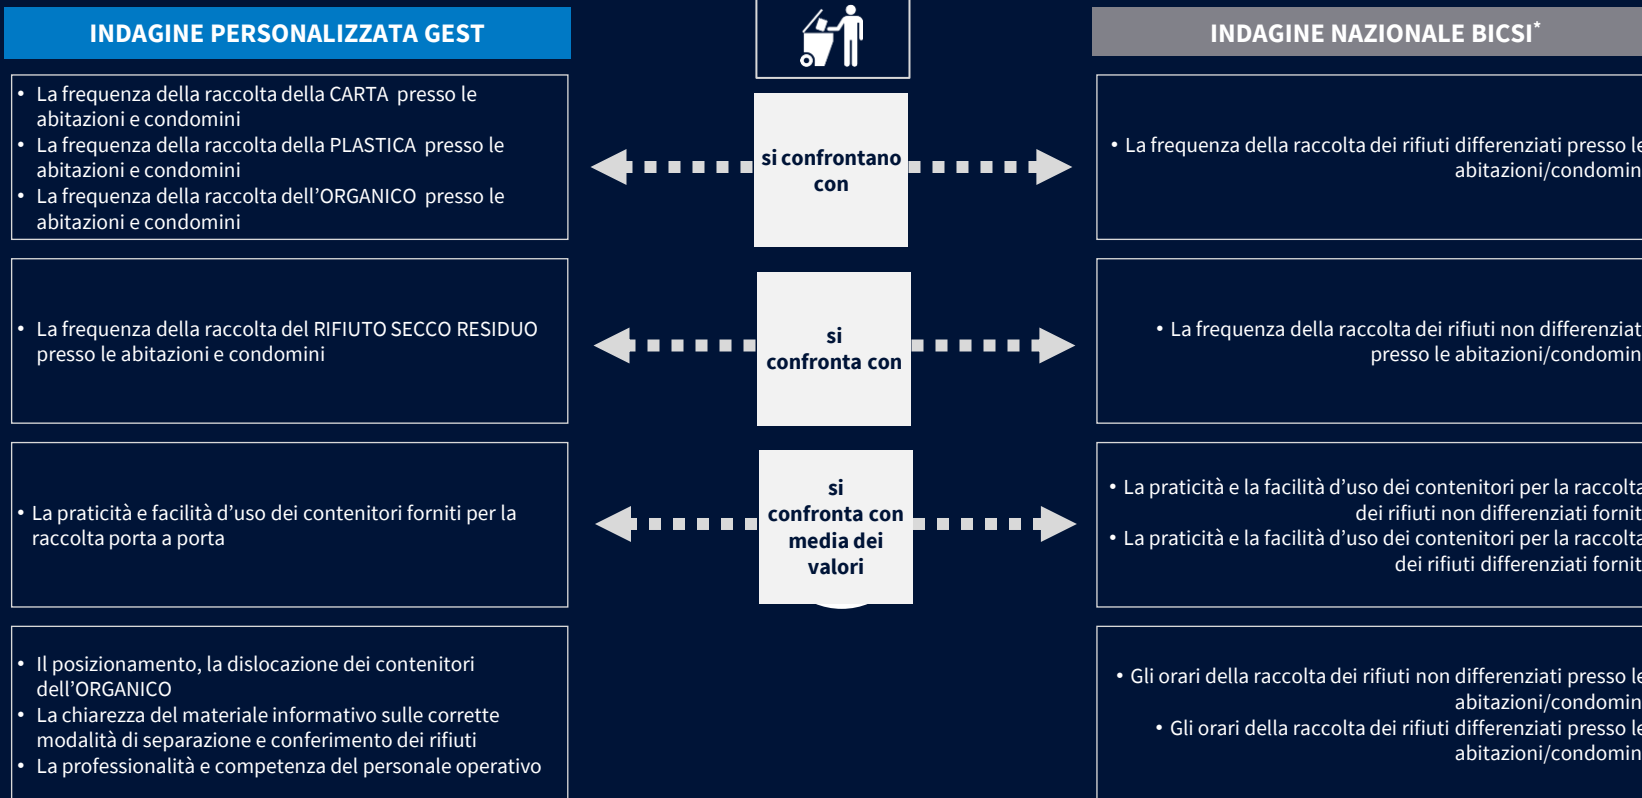 INDAGINE PERSONALIZZATA GEST
INDAGINE NAZIONALE BICSI*
• La frequenza della raccolta della CARTA presso le
abitazioni e condomini
• La frequenza della raccolta della PLASTICA presso le
abitazioni e condomini
• La frequenza della raccolta dell'ORGANICO presso le
abitazioni e condomini
si confrontano
con
• La frequenza della raccolta dei rifiuti differenziati presso le
abitazioni/condomin
• La frequenza della raccolta del RIFIUTO SECCO RESIDUO
presso le abitazioni e condomini
si
confronta con
• La frequenza della raccolta dei rifiuti non differenziat
presso le abitazioni/condomin
• La praticità e facilità d'uso dei contenitori forniti per la
raccolta porta a porta
si
confronta con
media dei
valori
• La praticità e la facilità d'uso dei contenitori per la raccolta
dei rifiuti non differenziati fornit
• La praticità e la facilità d'uso dei contenitori per la raccolta
dei rifiuti differenziati fornit
• Il posizionamento, la dislocazione dei contenitori
dell'ORGANICO
• La chiarezza del materiale informativo sulle corrette
modalità di separazione e conferimento dei rifiuti
• La professionalità e competenza del personale operativo
• Gli orari della raccolta dei rifiuti non differenziati presso le
abitazioni/condomin
• Gli orari della raccolta dei rifiuti differenziati presso le
abitazioni/condomin